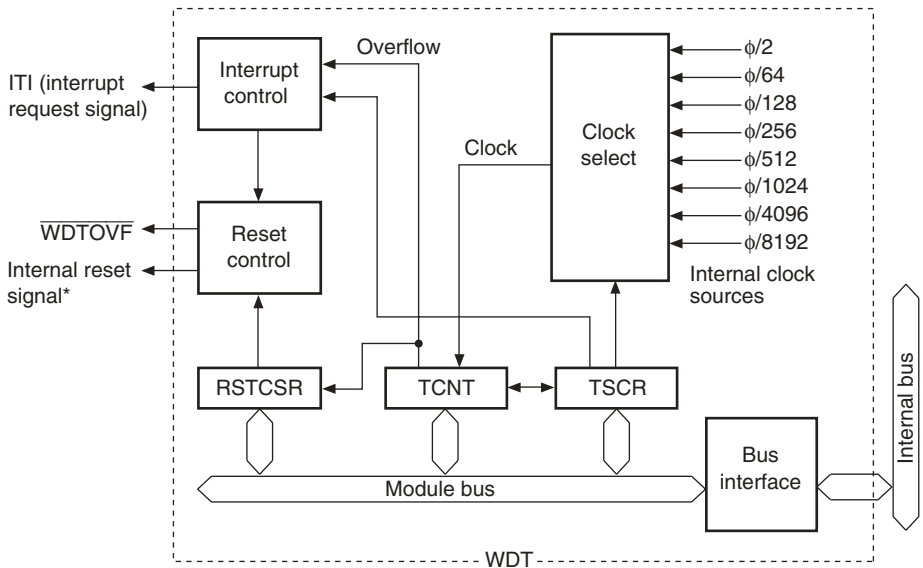 Overflow
Interrupt
control
ITI (interrupt
request signal)
Clock
Clock
select
ϕ/2
ϕ/64
ϕ/128
ϕ/256
ϕ/512
ϕ/1024
ϕ/4096
ϕ/8192
Internal clock
sources
WDTOVF
Reset
control
Internal reset
signal*
RSTCSR
TCNT
TSCR
Module bus
Bus
interface
Internal bus
WDT